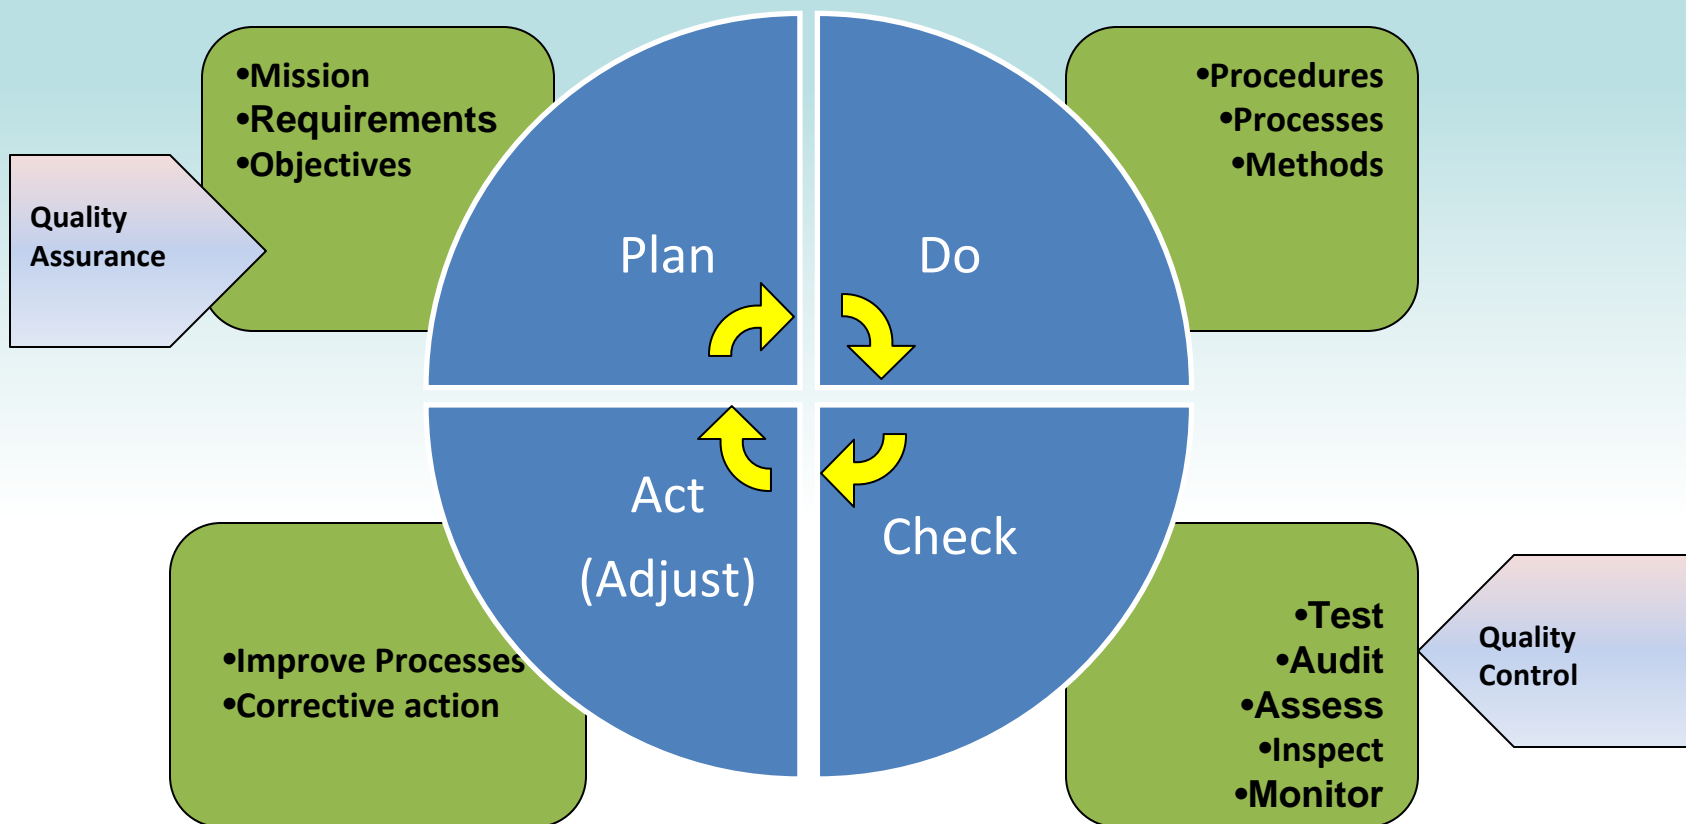 •Mission
•Requirements
•Objectives
•Procedures
•Processes
•Methods
Quality
Assurance
Plan
Do
Act
(Adjust)
Check
•Improve Processes
•Corrective action
•Test
•Audit
•Assess
•Inspect
•Monitor
Quality
Control